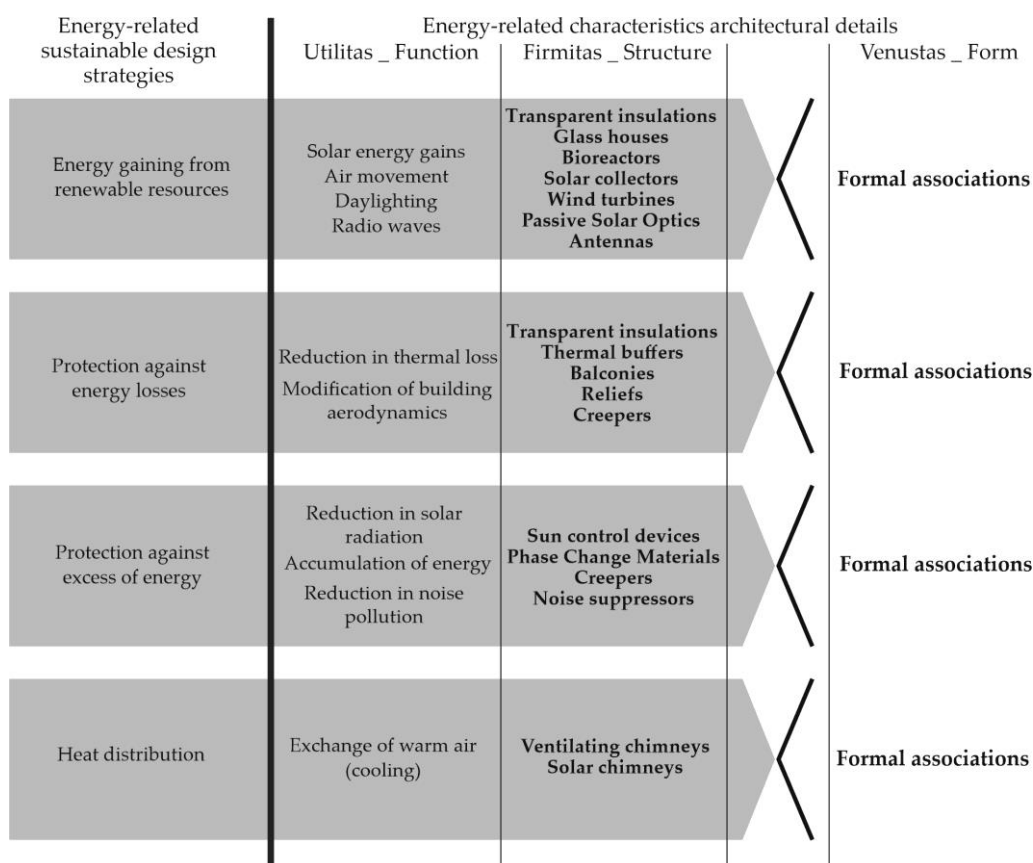 Energy-related
sustainable design
strategies
Energy-related characteristics architectural details
Utilitas _ Function
Firmitas _ Structure
Venustas _ Form
Energy gaining from
renewable resources
Solar energy gains
Air movement
Daylighting
Radio waves
Transparent insulations
Glass houses
Bioreactors
Solar collectors
Wind turbines
Passive Solar Optics
Antennas
Formal associations
Protection against
energy losses
Reduction in thermal loss
Modification of building
aerodynamics
Transparent insulations
Thermal buffers
Balconies
Reliefs
Creepers
Formal associations
Protection against
excess of energy
Reduction in solar
radiation
Accumulation of energy
Reduction in noise
pollution
Sun control devices
Phase Change Materials
Creepers
Noise suppressors
Formal associations
Heat distribution
Exchange of warm air
(cooling)
Ventilating chimneys
Solar chimneys
Formal associations